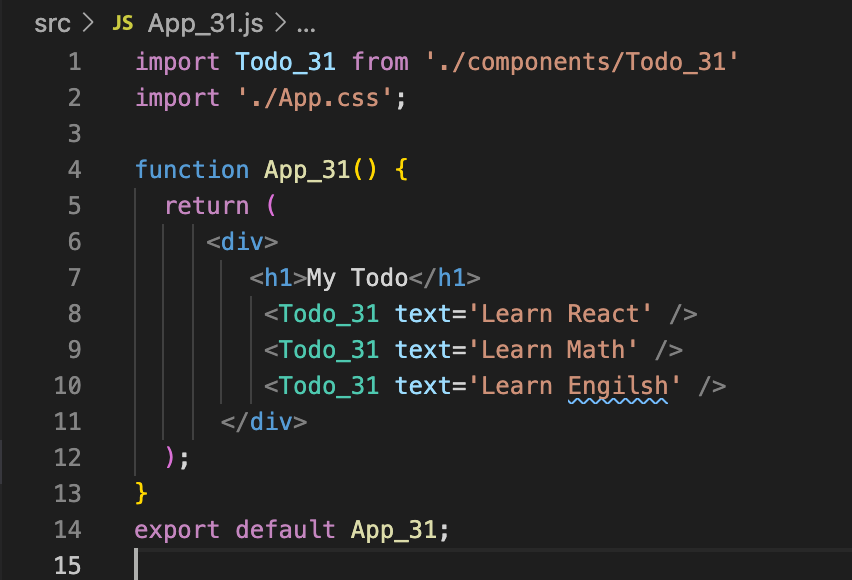 src > JS App_31.js > ...
1 import Todo_31 from './components/Todo_31'
2 import './App.css';
3
4 function App_31() {
5 return (
6 <div>
7 <h1>My Todo</h1>
8 <Todo_31 text='Learn React' />
9 <Todo_31 text='Learn Math' />
10 <Todo_31 text='Learn Engilsh' />
11 </div>
12 );
13 }
14 export default App_31;
15